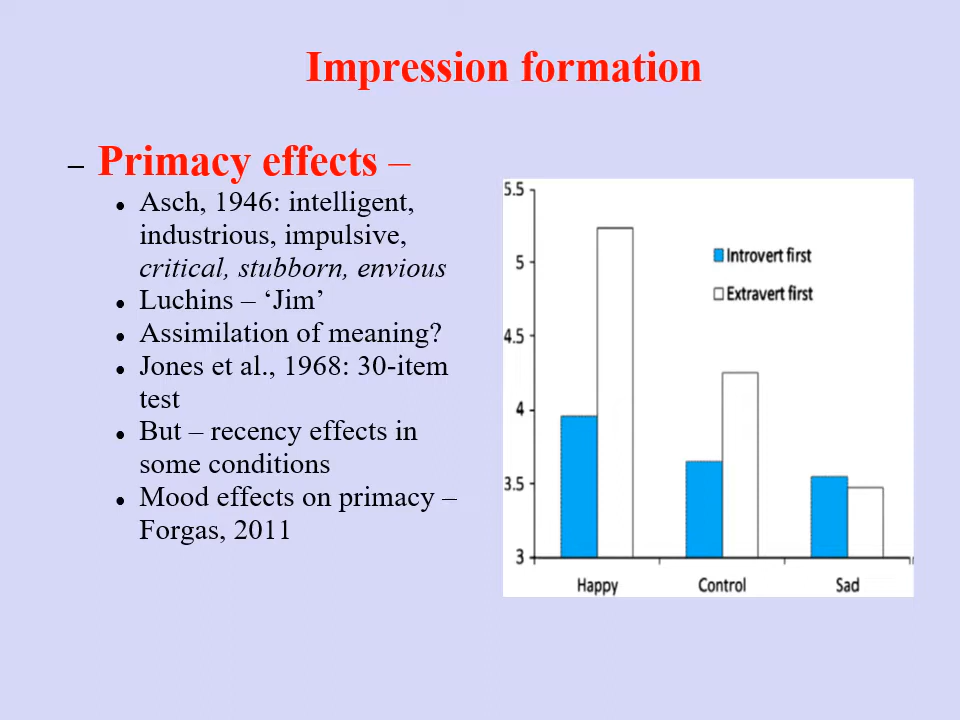 Impression formation
– Primacy effects –
● Asch, 1946: intelligent,
industrious, impulsive,
critical, stubborn, envious
● Luchins – ‘Jim’
● Assimilation of meaning?
● Jones et al., 1968: 30-item
test
● But – recency effects in
some conditions
● Mood effects on primacy –
Forgas, 2011
5.5
5
4.5
4
3.5
3
Introvert first
Extravert first
Happy Control Sad